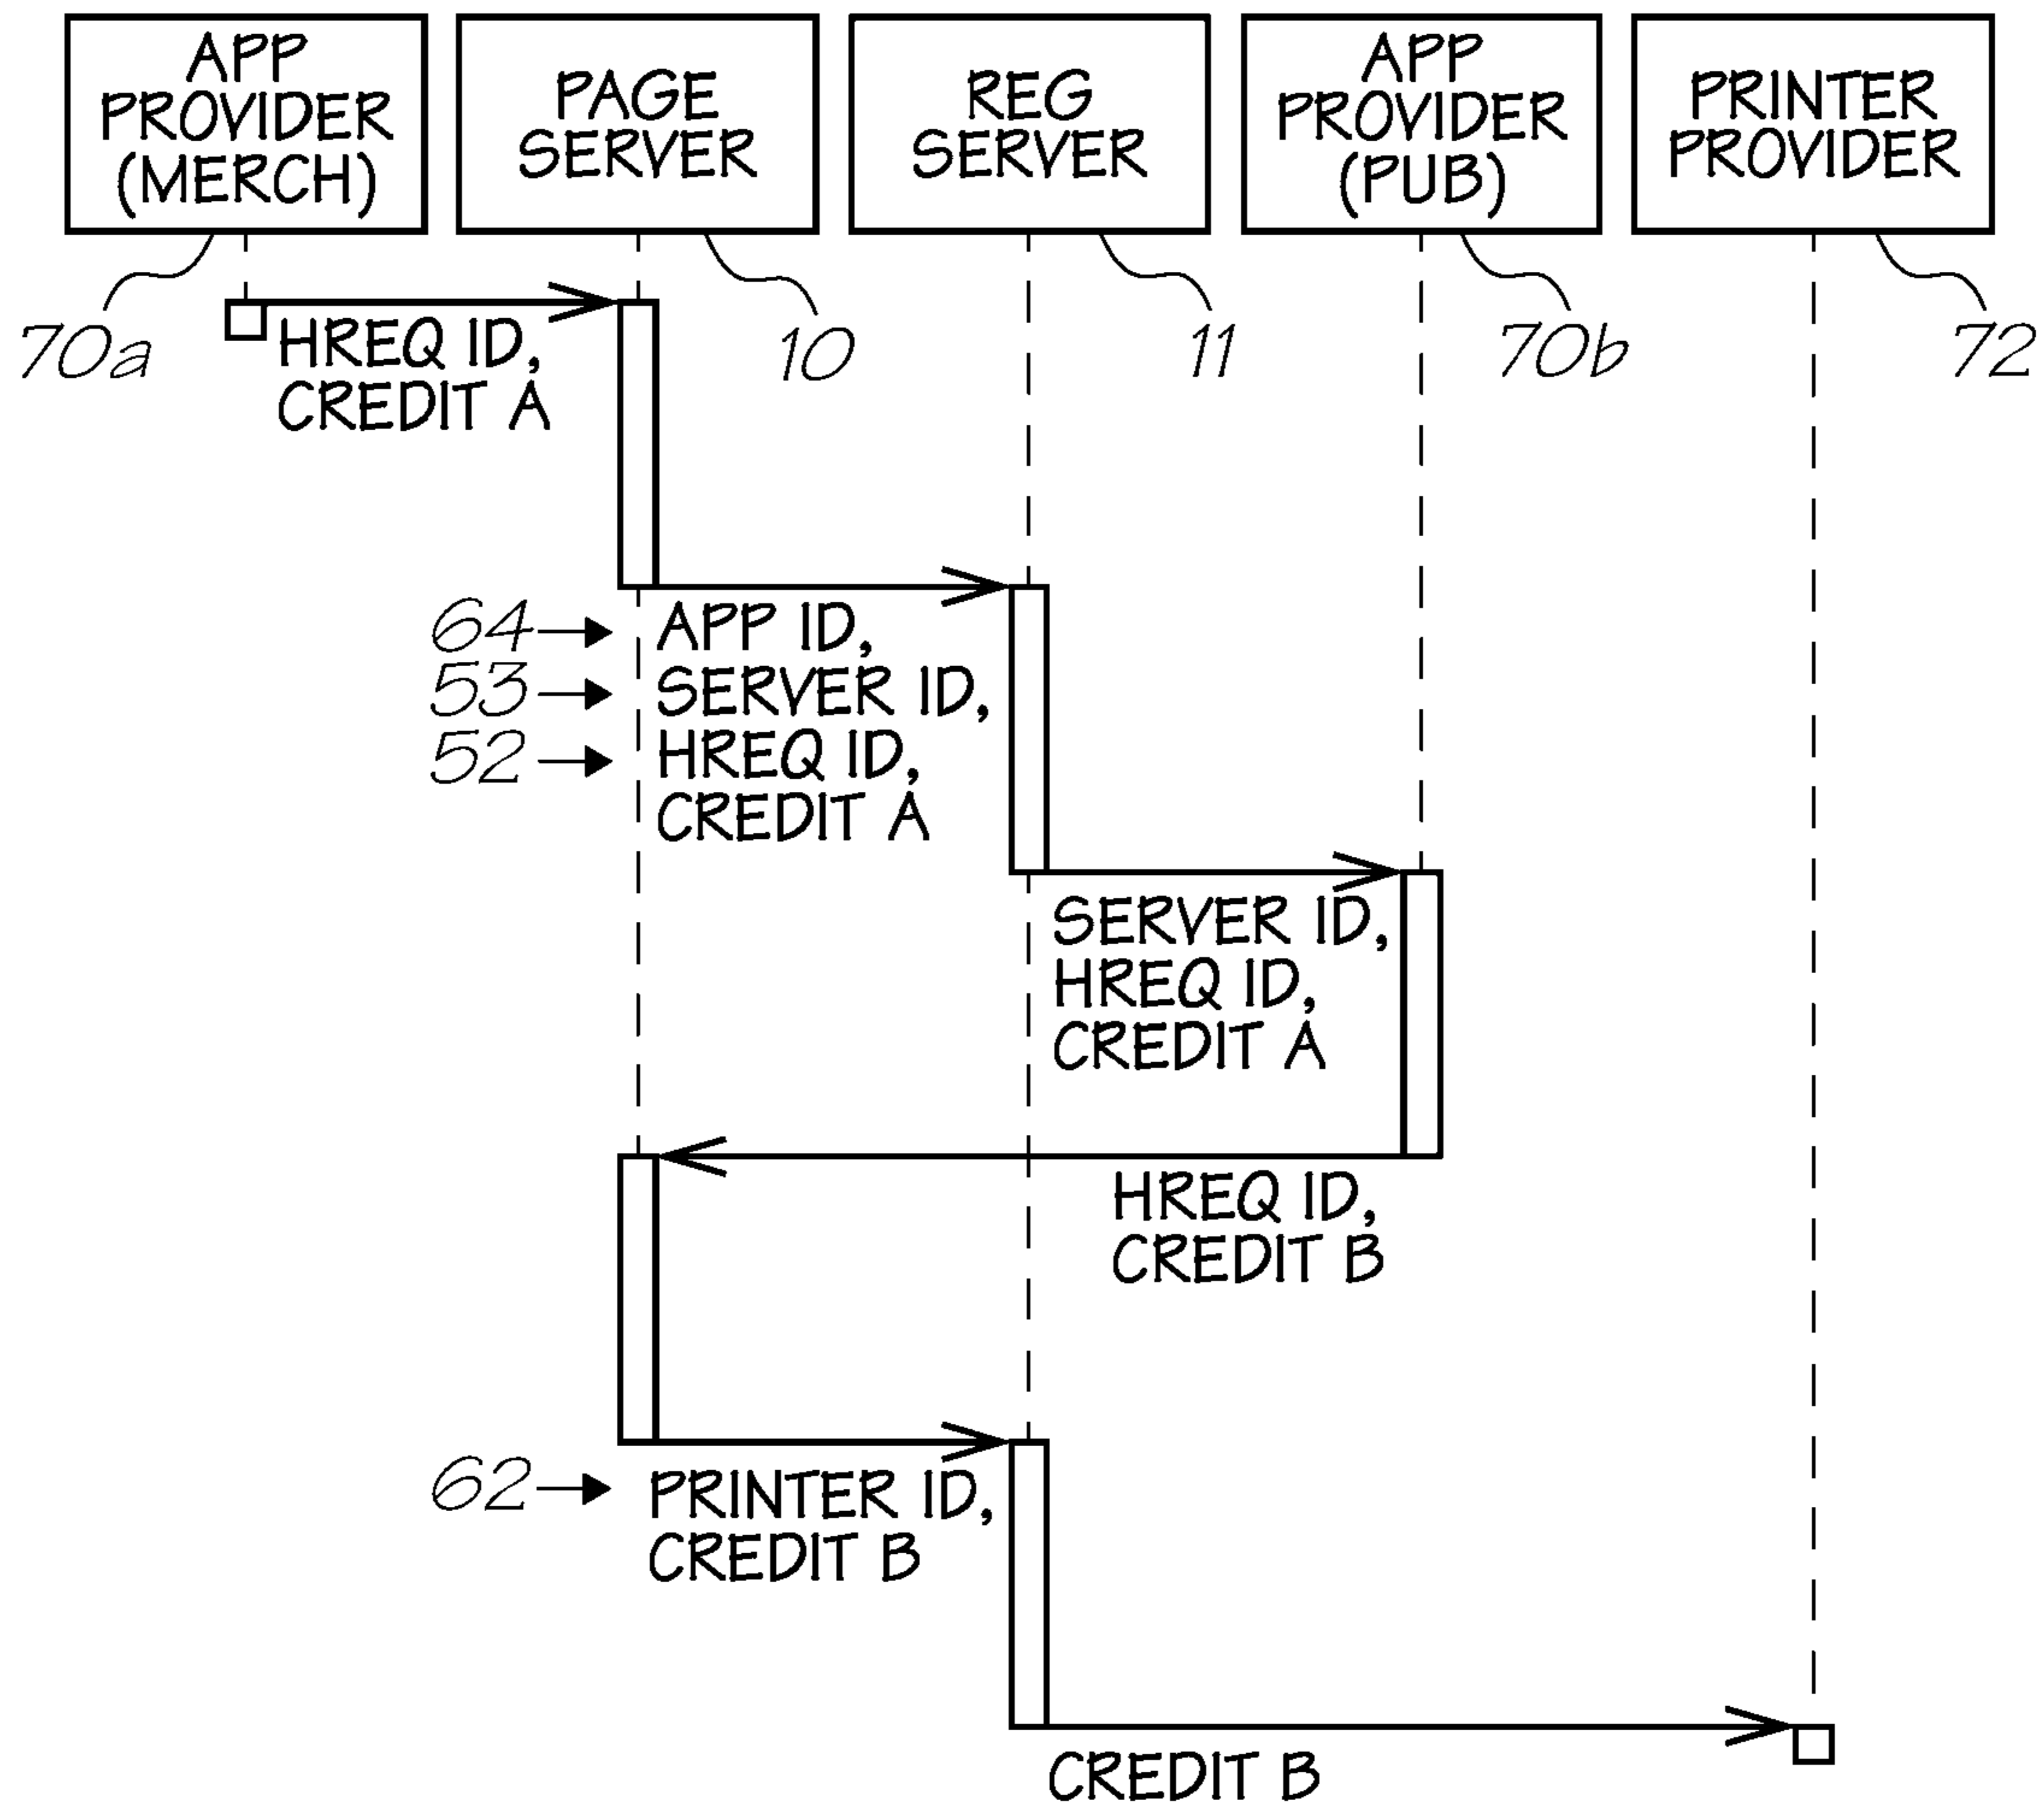 APP
PROVIDER
(MERCH)
PAGE
SERVER
REG
SERVER
APP
PROVIDER
(PUB)
PRINTER
PROVIDER
70a
10
11
70b
72
HREQ ID,
CREDIT A
64 APP ID,
53 SERVER ID,
52 HREQ ID,
CREDIT A
SERVER ID,
HREQ ID,
CREDIT A
HREQ ID,
CREDIT B
62 PRINTER ID,
CREDIT B
CREDIT B